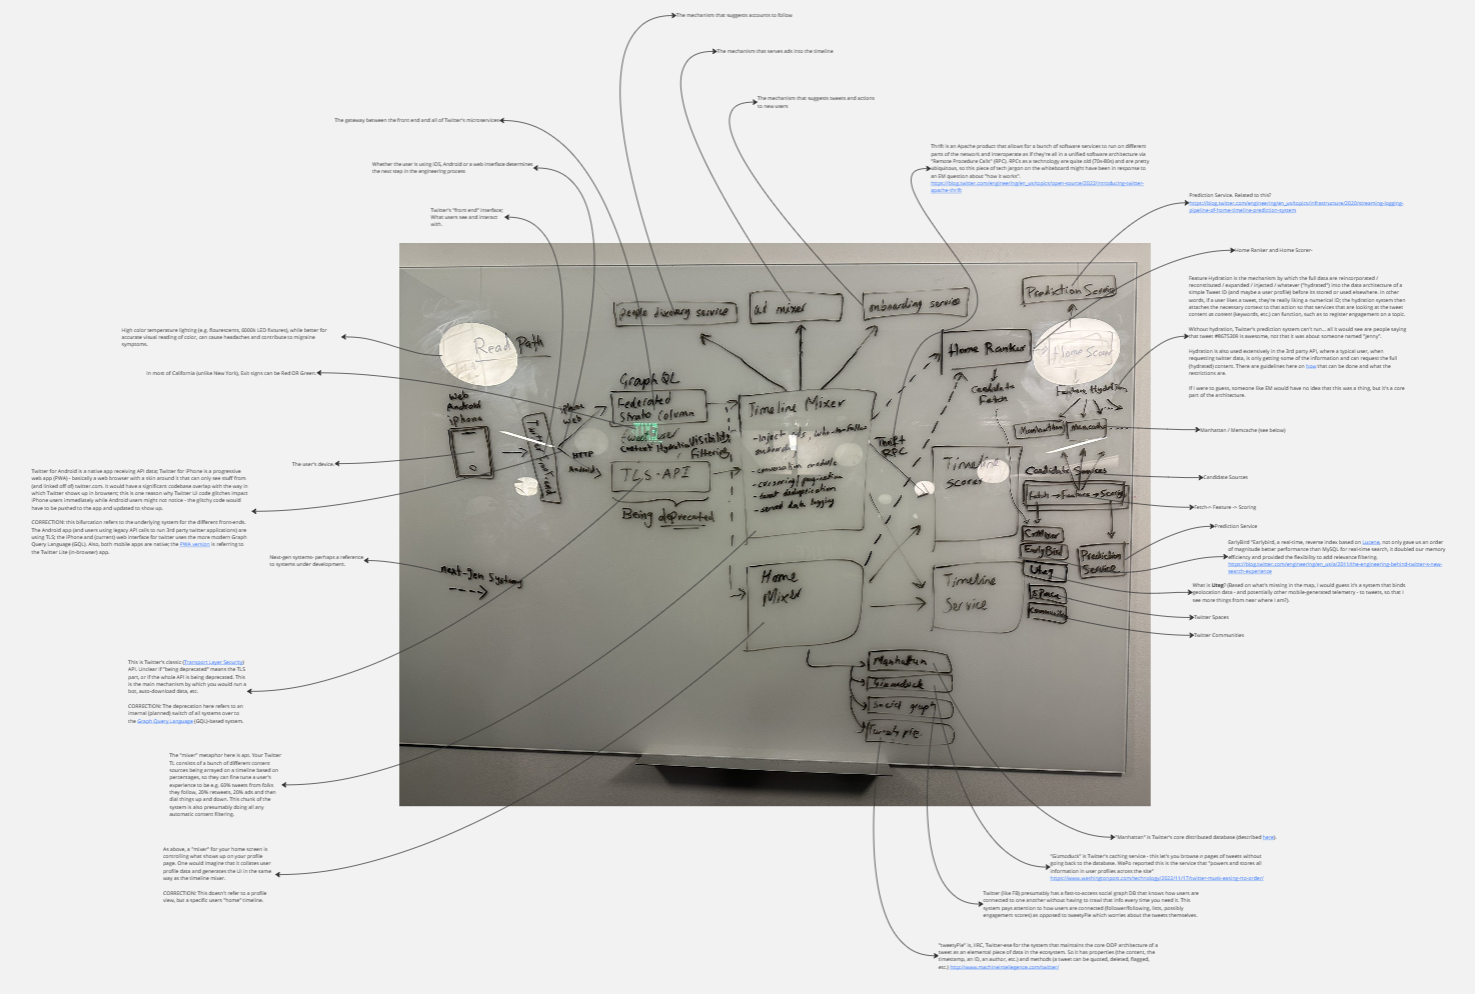 The mechanism that suggests accounts to follow
The mechanism that serves ads into the timeline
The mechanism that suggests tweets and actions
to new users
The gateway between the front end and all of Twitter's microservices
Whether the user is using iOS, Android or a web interface determines
the next step in the engineering process
Twitter's "front end" interface;
What users see and interact
with.
Thrift is an Apache product that allows for a bunch of software services to run on different
parts of the network and interoperate as if they're all in a unified software architecture via
"Remote Procedure Calls" (RPC). RPCs as a technology are quite old (70s-80s) and are pretty
ubiquitous, so this piece of tech jargon on the whiteboard might have been in response to
an EM question about "how it works".
Prediction Service. Related to this?
https://blog.twitter.com/engineering/en_us/topics/infrastructure/2020/streaming-logging-
pipeline-of-home-timeline-prediction-system
Home Ranker and Home Scorer-
Feature Hydration is the mechanism by which the full data are reincorporated /
reconstituted / expanded / injected / whatever ("hydrated") into the data architecture of a
simple Tweet ID (and maybe a user profile) before its stored or used elsewhere. In other
words, if a user likes a tweet, they're really liking a numerical ID; the hydration system then
attaches the necessary context to that action so that services that are looking at the tweet
content as content (keywords, etc.) can function, such as to register engagement on a topic.
Without hydration, Twitter's prediction system can't run... all it would see are people saying
that tweet #8675309 is awesome, not that it was about someone named "Jenny".
Hydration is also used extensively in the 3rd party API, where a typical user, when
requesting twitter data, is only getting some of the information and can request the full
(hydrated) content. There are guidelines here on how that can be done and what the
restrictions are.
If I were to guess, someone like EM would have no idea that this was a thing, but it's a core
part of the architecture.
High color temperature lighting (e.g. flourescents, 6000k LED fixtures), while better for
accurate visual reading of color, can cause headaches and contribute to migraine
symptoms.
In most of California (unlike New York), Exit signs can be Red OR Green.
The user's device.
Twitter for Android is a native app receiving API data; Twitter for iPhone is a progressive
web app (PWA) - basically a web browser with a skin around it that can only see stuff from
(and linked off of) twitter.com. It would have a significant codebase overlap with the way in
which Twitter shows up in browsers; this is one reason why Twitter UI code glitches impact
iPhone users immediately while Android users might not notice - the glitchy code would
have to be pushed to the app and updated to show up.
CORRECTION: this bifurcation refers to the underlying system for the different front-ends.
The Android app (and users using legacy API calls to run 3rd party twitter applications) are
using TLS; the iPhone and (current) web interface for twitter uses the more modern Graph
Query Language (GQL). Also, both mobile apps are native; the PWA version is referring to
the Twitter Lite (in-browser) app.
Next-gen systems- perhaps a reference
to systems under development.
Read Path
Web
Android
iPhone
Twitter front end
iPhone
web
HTTP
Android
next-gen systems
people discovery service
ad mixer
onboarding service
GraphQL
Federated
Strato Column
Content Hydration
Visibility
filtering
TLS-API
Being deprecated
Timeline Mixer
- conversation module
- cursoring/pagination
- tweet deduplication
- served data logging
Home
Mixer
Thrift
RPC
Prediction Service
Home Ranker
Home Scorer
Candidate
Fetch
Feature Hydration
Manhattan
Memcache
Timeline
Scorer
Candidate Sources
Fetch → Feature → Scoring
CrMixer
EarlyBird
Uteg
Space
Communities
Prediction
Service
Timeline
Service
Manhattan
Gizmoduck
Social graph
Tweety pie
Manhattan / Memcache (see below)
Candidate Sources
Fetch-> Feature -> Scoring
Prediction Service
EarlyBird "Earlybird, a real-time, reverse index based on Lucene, not only gave us an order
of magnitude better performance than MySQL for real-time search, it doubled our memory
efficiency and provided the flexibility to add relevance filtering.
https://blog.twitter.com/engineering/en_us/a/2011/the-engineering-behind-twitter-s-new-
search-experience
What is Uteg? (Based on what's missing in the map, I would guess it's a system that binds
geolocation data - and potentially other mobile-generated telemetry - to tweets, so that I
see more things from near where I am?).
Twitter Spaces
Twitter Communities
This is Twitter's classic (Transport Layer Security)
API. Unclear if "being deprecated" means the TLS
part, or if the whole API is being deprecated. This
is the main mechanism by which you would run a
bot, auto-download data, etc.
CORRECTION: The deprecation here refers to an
internal (planned) switch of all systems over to
the Graph Query Language (GQL)-based system.
The "mixer" metaphor here is apt. Your Twitter
TL consists of a bunch of different content
sources being arrayed on a timeline based on
percentages, so they can fine tune a user's
experience to be e.g. 60% tweets from folks
they follow, 20% retweets, 20% ads and then
dial things up and down. This chunk of the
system is also presumably doing all any
automatic content filtering.
As above, a "mixer" for your home screen is
controlling what shows up on your profile
page. One would imagine that it collates user
profile data and generates the UI in the same
way as the timeline mixer.
CORRECTION: This doesn't refer to a profile
view, but a specific users "home" timeline.
"Manhattan" is Twitter's core distributed database (described here).
"Gizmoduck" is Twitter's caching service - this let's you browse n pages of tweets without
going back to the database. WaPo reported this is the service that "powers and stores all
information in user profiles across the site"
https://www.washingtonpost.com/technology/2022/11/17/twitter-musk-easing-rto-order/
Twitter (like FB) presumably has a fast-to-access social graph DB that knows how users are
connected to one another without having to crawl that info every time you need it. This
system pays attention to how users are connected (follower/following, lists, possibly
engagement scores) as opposed to tweetyPie which worries about the tweets themselves.
"tweetyPie" is, IIRC, Twitter-ese for the system that maintains the core OOP architecture of a
tweet as an elemental piece of data in the ecosystem. So it has properties (the content, the
timestamp, an ID, an author, etc.) and methods (a tweet can be quoted, deleted, flagged,
etc.) http://www.machineintellegence.com/twitter/